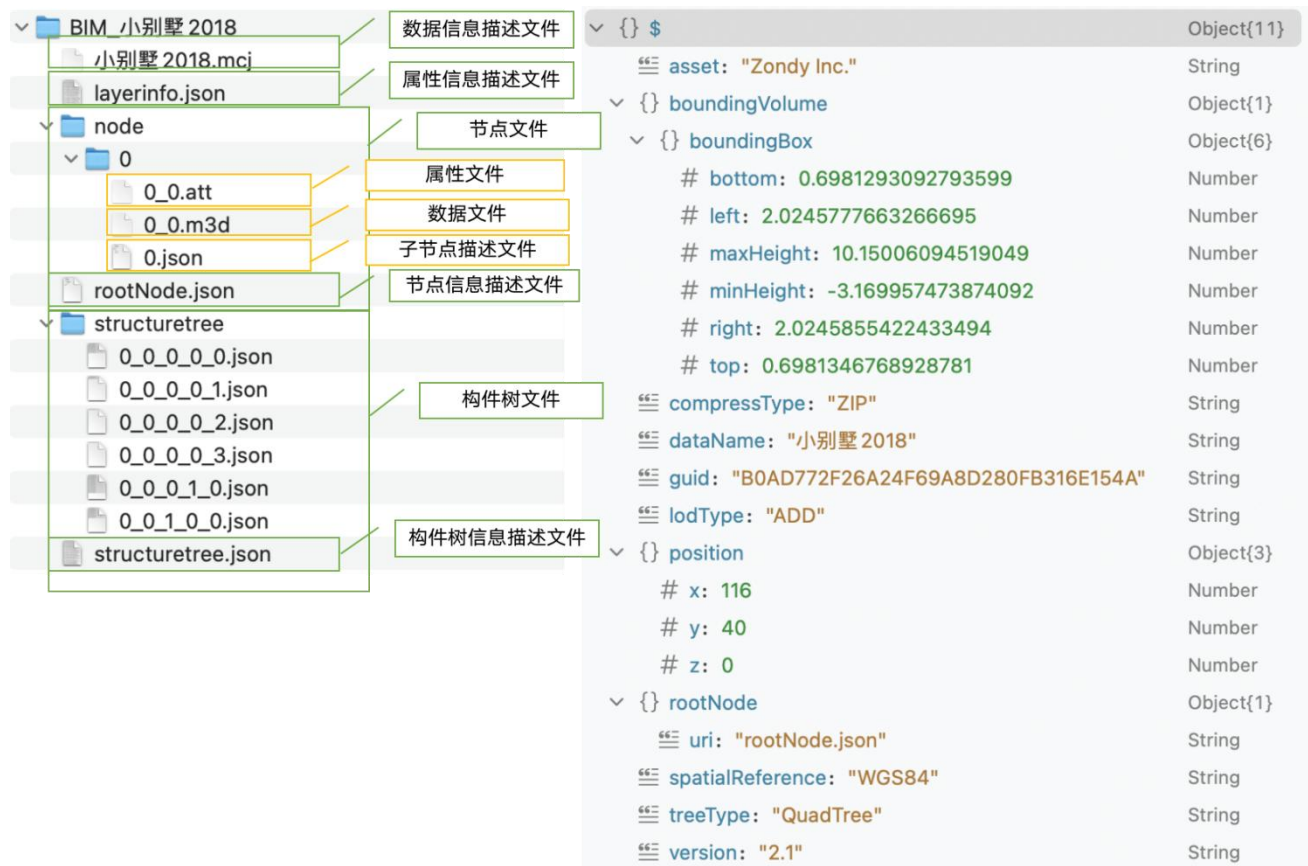 BIM_小别墅2018
小别墅2018.mcj
layerinfo.json
node
0
0_0.att
0_0.m3d
0.json
rootNode.json
structuretree
0_0_0_0_0.json
0_0_0_0_1.json
0_0_0_0_2.json
0_0_0_0_3.json
0_0_0_1_0.json
0_0_1_0_0.json
structuretree.json
数据信息描述文件
属性信息描述文件
节点文件
属性文件
数据文件
子节点描述文件
节点信息描述文件
构件树文件
构件树信息描述文件
{} $ Object{11}
asset: "Zondy Inc." String
{} boundingVolume Object{1}
{} boundingBox Object{6}
# bottom: 0.6981293092793599 Number
# left: 2.0245777663266695 Number
# maxHeight: 10.15006094519049 Number
# minHeight: -3.169957473874092 Number
# right: 2.0245855422433494 Number
# top: 0.6981346768928781 Number
compressType: "ZIP" String
dataName: "小别墅2018" String
guid: "B0AD772F26A24F69A8D280FB316E154A" String
lodType: "ADD" String
{} position Object{3}
# x: 116 Number
# y: 40 Number
# z: 0 Number
{} rootNode Object{1}
uri: "rootNode.json" String
spatialReference: "WGS84" String
treeType: "QuadTree" String
version: "2.1" String